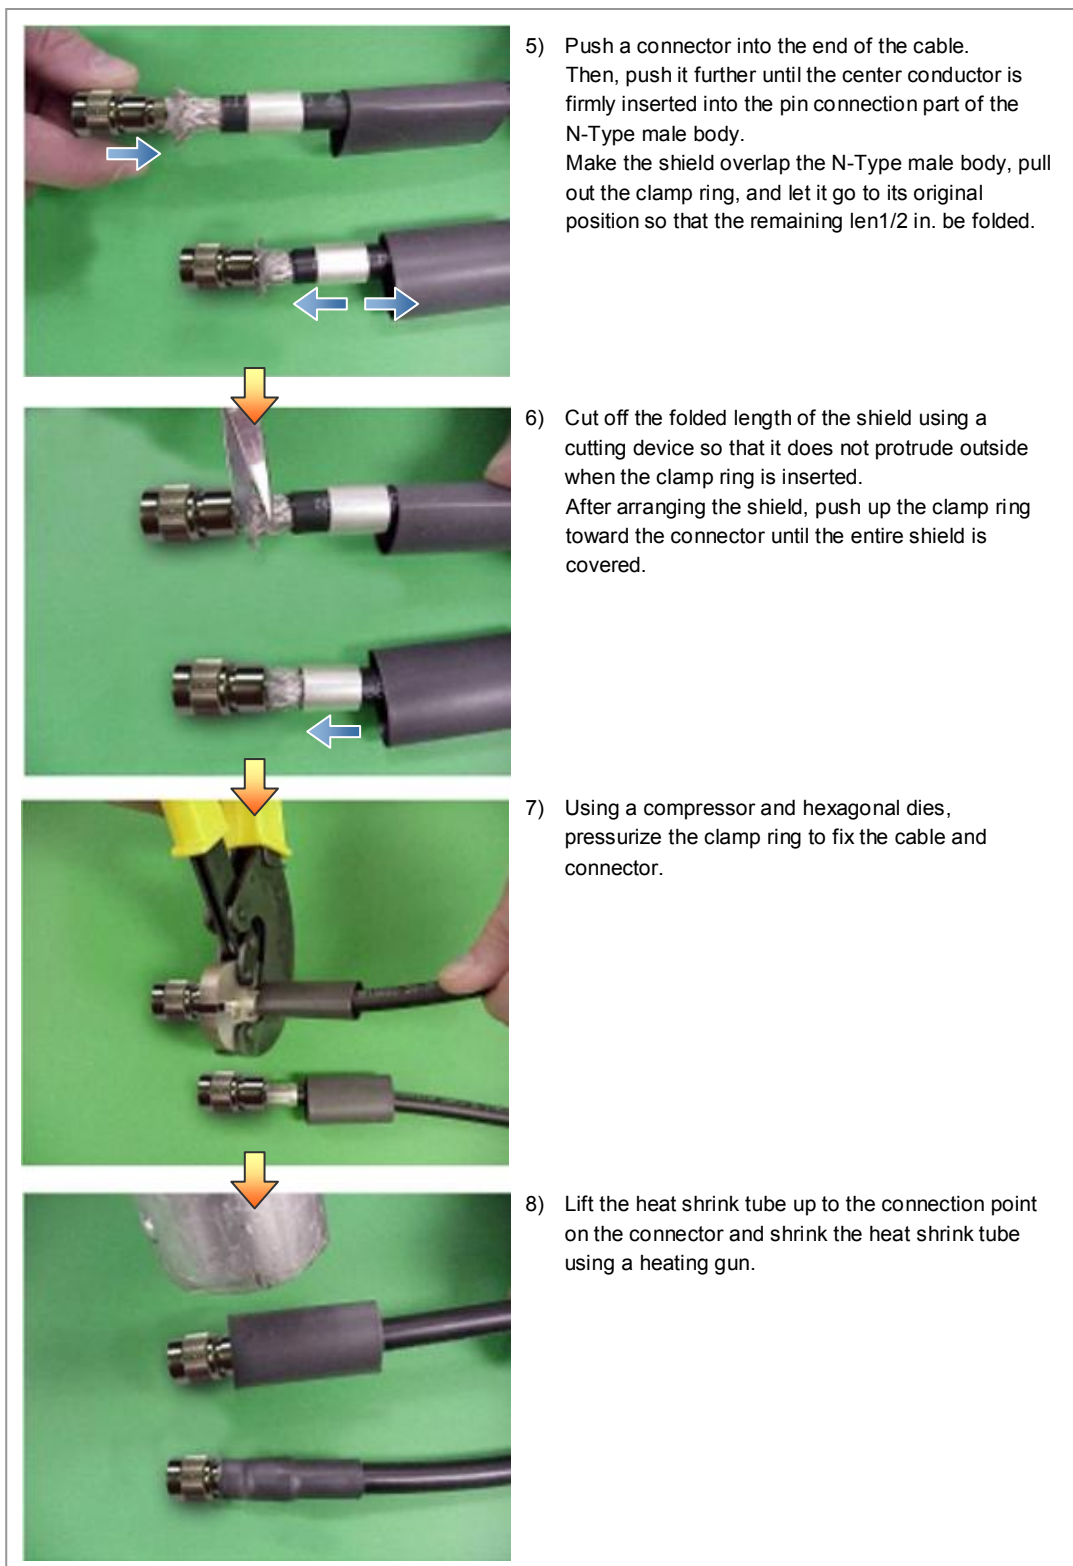 5) Push a connector into the end of the cable.
Then, push it further until the center conductor is
firmly inserted into the pin connection part of the
N-Type male body.
Make the shield overlap the N-Type male body, pull
out the clamp ring, and let it go to its original
position so that the remaining len1/2 in. be folded.
6) Cut off the folded length of the shield using a
cutting device so that it does not protrude outside
when the clamp ring is inserted.
After arranging the shield, push up the clamp ring
toward the connector until the entire shield is
covered.
7) Using a compressor and hexagonal dies,
pressurize the clamp ring to fix the cable and
connector.
8) Lift the heat shrink tube up to the connection point
on the connector and shrink the heat shrink tube
using a heating gun.